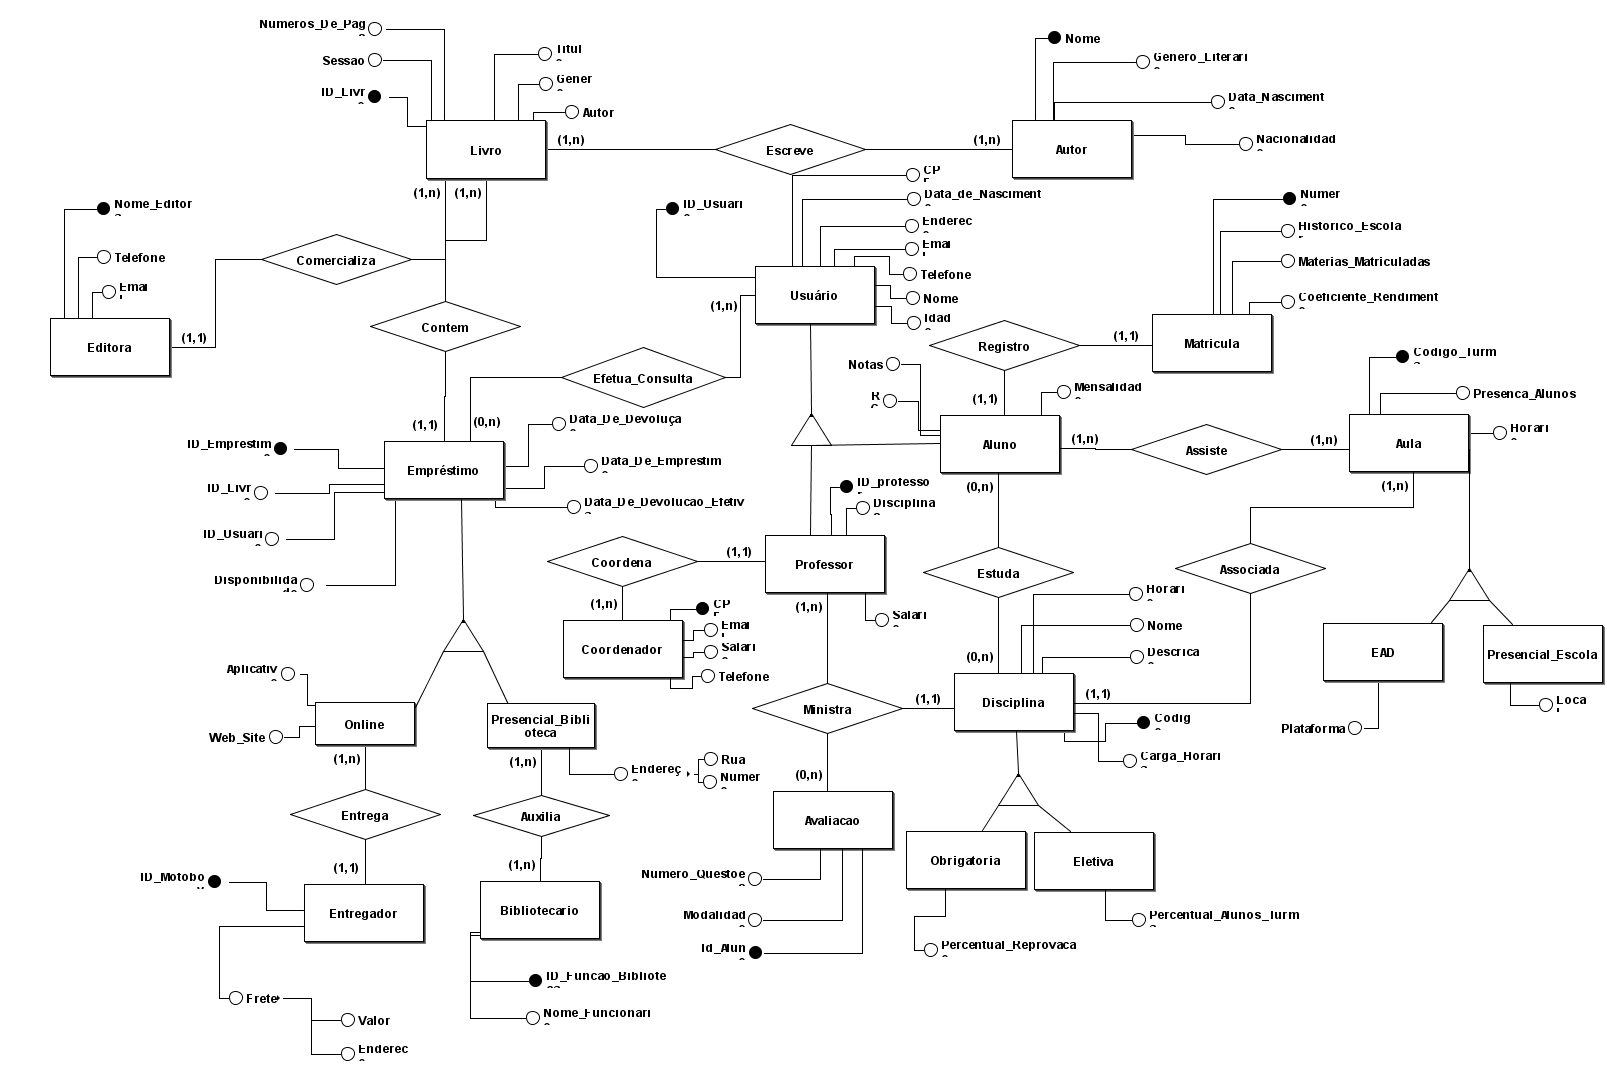 Numeros_De_Pag
Sessao
ID_Livr
Titul
Gener
Autor
Livro
(1,n)
Escreve
(1,n)
Nome
Genero_Literari
Data_Nasciment
Nacionalidad
Autor
(1,n)
(1,n)
Nome_Editor
Telefone
Emai
Editora
(1,1)
Comercializa
Contem
ID_Usuari
CP
Data_de_Nasciment
Enderec
Emai
Telefone
Nome
Idad
Usuário
(1,n)
Efetua_Consulta
(0,n)
(1,1)
Numer
Historico_Escola
Materias_Matriculadas
Coeficiente_Rendiment
Matricula
(1,1)
Registro
(1,1)
Notas
R
Mensalidad
Aluno
(1,n)
Assiste
(1,n)
Codigo_Turm
Presenca_Alunos
Horari
Aula
(1,n)
ID_Emprestim
ID_Livr
ID_Usuari
Disponibilida
Empréstimo
Data_De_Devoluça
Data_De_Emprestim
Data_De_Devolucao_Efetiv
(0,n)
ID_professo
Disciplina
Professor
(1,1)
Coordena
(1,n)
Salari
(1,n)
Coordenador
CP
Emai
Salari
Telefone
Estuda
(0,n)
Associada
Horari
Nome
Descrica
Disciplina
(1,1)
Codig
Carga_Horari
(1,1)
Ministra
(0,n)
EAD
Presencial_Escola
Plataforma
Loca
Aplicativ
Web_Site
Online
(1,n)
Presencial_Bibli
oteca
(1,n)
Endereç
Rua
Numer
Entrega
(1,1)
Auxilia
(1,n)
Avaliacao
Numero_Questoe
Modalidad
Id_Alun
Obrigatoria
Eletiva
Percentual_Reprovaca
Percentual_Alunos_Turm
ID_Motobo
Entregador
Frete
Valor
Enderec
Bibliotecario
ID_Funcao_Bibliote
Nome_Funcionari